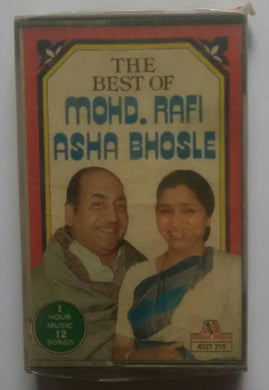 THE
BEST OF
MOHD. RAFI
ASHA BHOSLE
1
HOUR
MUSIC
12
SONGS